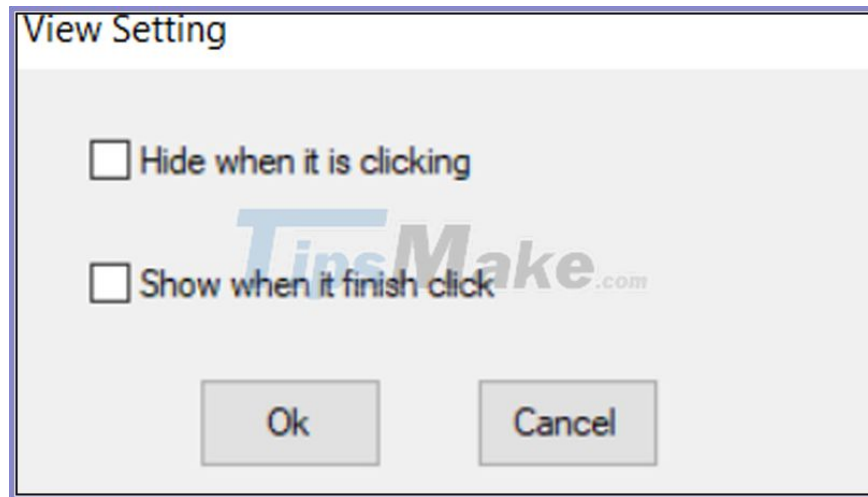 View Setting
Hide when it is clicking
TipsMake.com
Show when it finish click
Ok Cancel